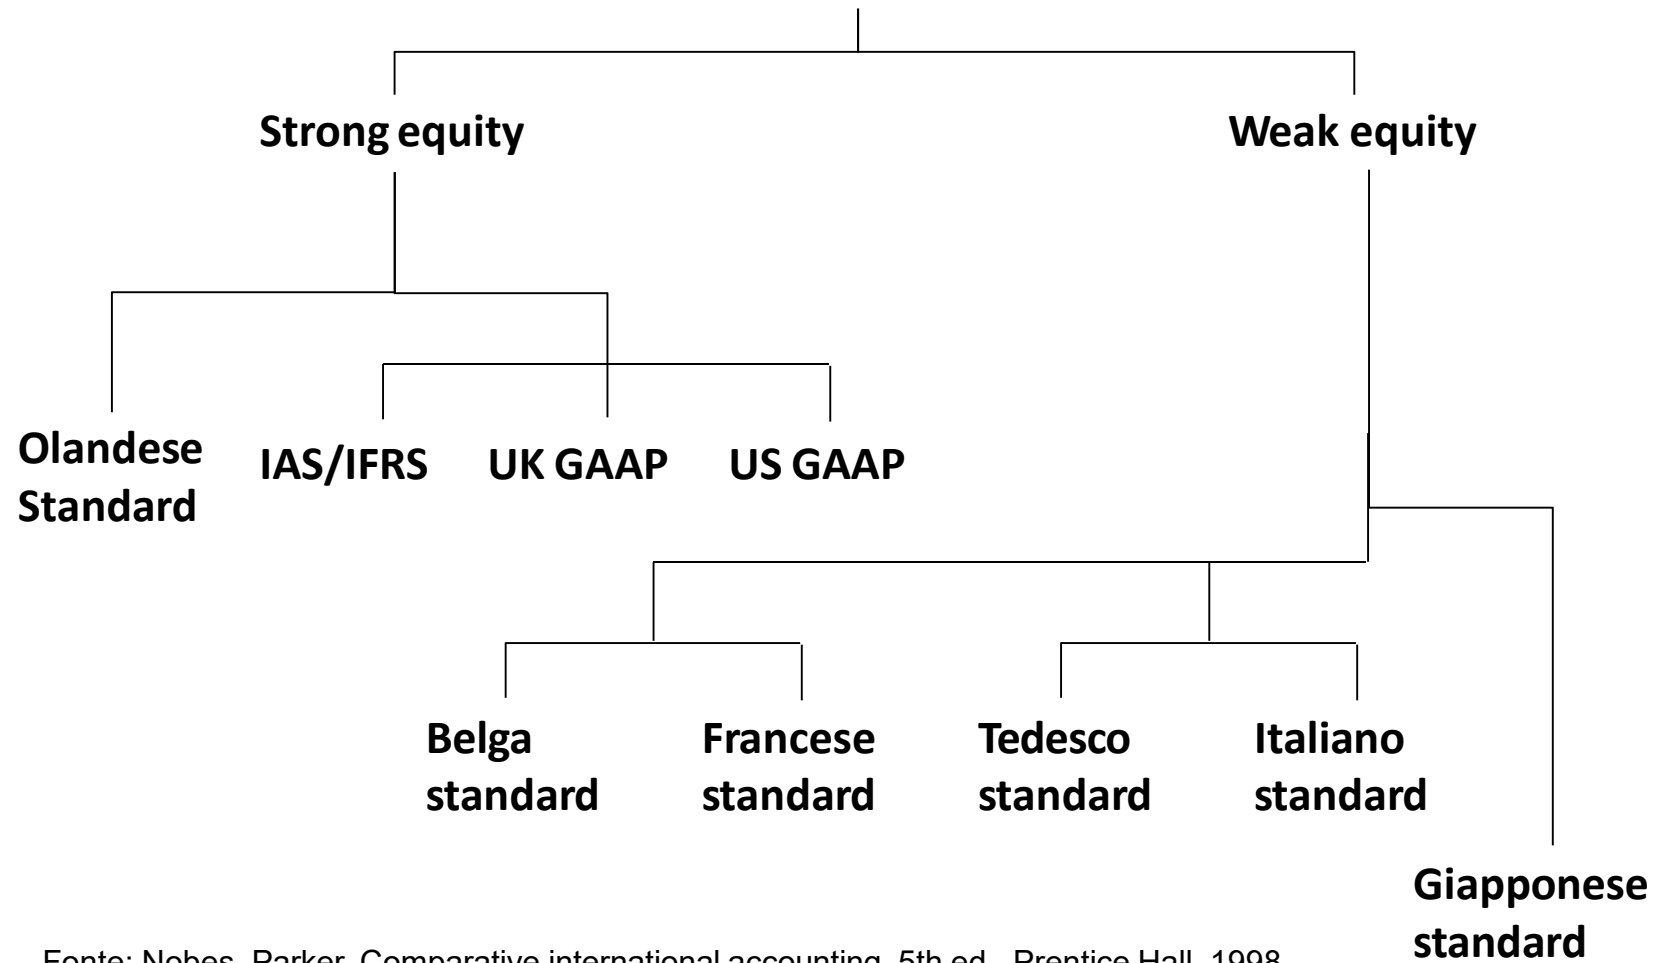 Strong equity
Weak equity
Olandese
Standard
IAS/IFRS
UK GAAP
US GAAP
Belga
standard
Francese
standard
Tedesco
standard
Italiano
standard
Giapponese
standard
Fonte: Nobes, Parker, Comparative international accounting, 5th ed., Prentice Hall, 1998